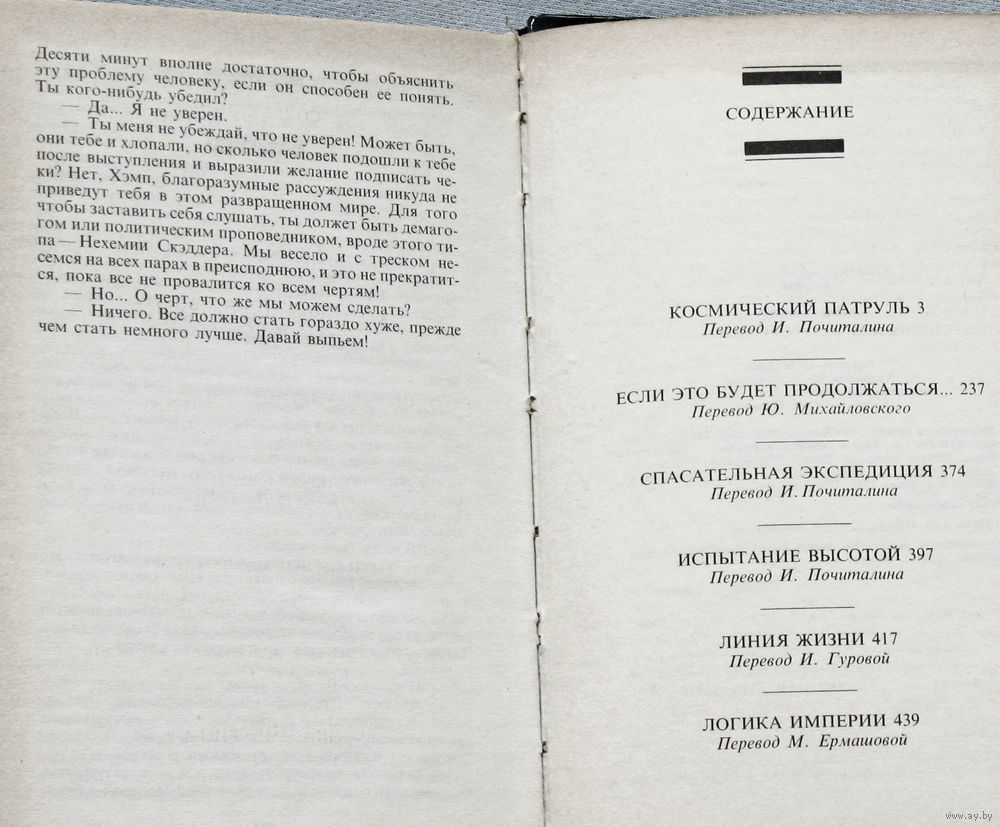 Десяти минут вполне достаточно, чтобы объяснить
эту проблему человеку, если он способен ее понять.
Ты кого-нибудь убедил?
— Да... Я не уверен.
— Ты меня не убеждай, что не уверен! Может быть,
они тебе и хлопали, но сколько человек подошли к тебе
после выступления и выразили желание подписать че-
ки? Нет, Хэмп, благоразумные рассуждения никуда не
приведут тебя в этом развращенном мире. Для того
чтобы заставить себя слушать, ты должен быть демаго-
гом или политическим проповедником, вроде этого ти-
па — Нехемии Скэддера. Мы весело и с треском не-
семся на всех парах в преисподнюю, и это не прекратит-
ся, пока все не провалится ко всем чертям!
— Но... О черт, что же мы можем сделать?
— Ничего. Все должно стать гораздо хуже, прежде
чем стать немного лучше. Давай выпьем!
СОДЕРЖАНИЕ
КОСМИЧЕСКИЙ ПАТРУЛЬ 3
Перевод И. Почиталина
ЕСЛИ ЭТО БУДЕТ ПРОДОЛЖАТЬСЯ... 237
Перевод Ю. Михайловского
СПАСАТЕЛЬНАЯ ЭКСПЕДИЦИЯ 374
Перевод И. Почиталина
ИСПЫТАНИЕ ВЫСОТОЙ 397
Перевод И. Почиталина
ЛИНИЯ ЖИЗНИ 417
Перевод И. Гуровой
ЛОГИКА ИМПЕРИИ 439
Перевод М. Ермашовой
www.ay.by